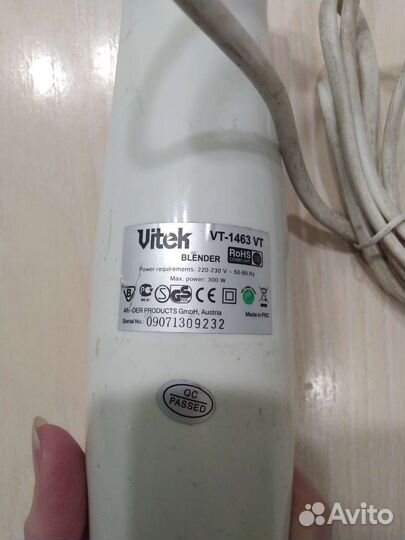 Vitek VT-1463 VT
BLENDER
RoHS
COMPLIANT
Power requirements: 220-230 V ~ 50-60 Hz
Max. power: 300 W
AN-DER PRODUCTS GmbH, Austria
Made in PRC
Serial No.: 09071309232
QC
PASSED
Avito